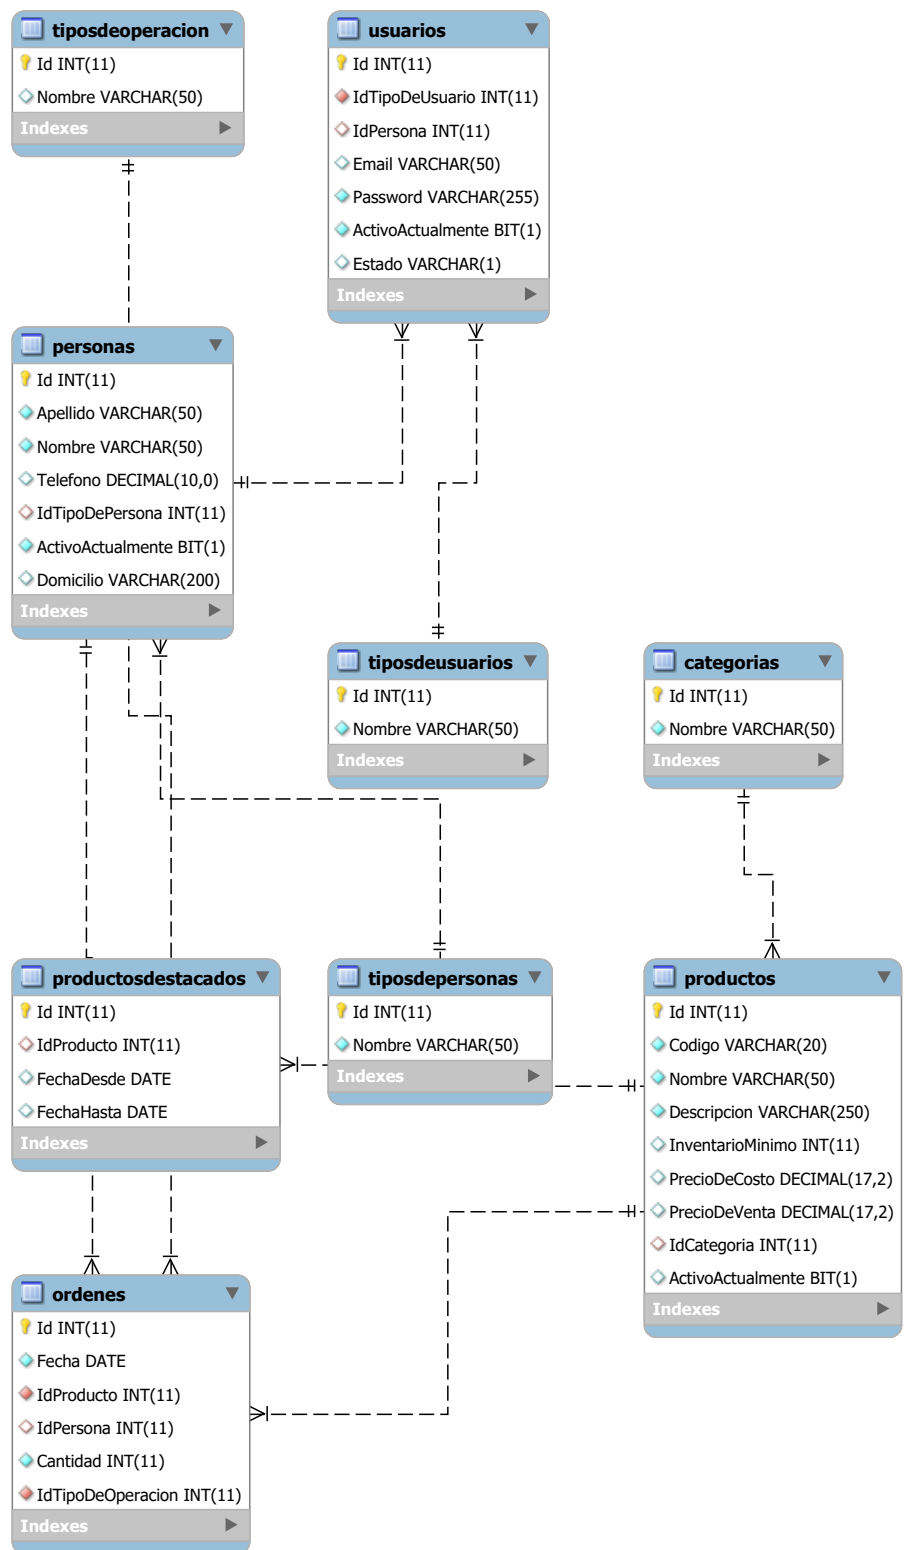 tiposdeoperacion
Id INT(11)
Nombre VARCHAR(50)
Indexes
usuarios
Id INT(11)
IdTipoDeUsuario INT(11)
IdPersona INT(11)
Email VARCHAR(50)
Password VARCHAR(255)
ActivoActualmente BIT(1)
Estado VARCHAR(1)
Indexes
personas
Id INT(11)
Apellido VARCHAR(50)
Nombre VARCHAR(50)
Telefono DECIMAL(10,0)
IdTipoDePersona INT(11)
ActivoActualmente BIT(1)
Domicilio VARCHAR(200)
Indexes
tiposdeusuarios
Id INT(11)
Nombre VARCHAR(50)
Indexes
categorias
Id INT(11)
Nombre VARCHAR(50)
Indexes
productosdestacados
Id INT(11)
IdProducto INT(11)
FechaDesde DATE
FechaHasta DATE
Indexes
tiposdepersonas
Id INT(11)
Nombre VARCHAR(50)
Indexes
productos
Id INT(11)
Codigo VARCHAR(20)
Nombre VARCHAR(50)
Descripcion VARCHAR(250)
InventarioMinimo INT(11)
PrecioDeCosto DECIMAL(17,2)
PrecioDeVenta DECIMAL(17,2)
IdCategoria INT(11)
ActivoActualmente BIT(1)
Indexes
ordenes
Id INT(11)
Fecha DATE
IdProducto INT(11)
IdPersona INT(11)
Cantidad INT(11)
IdTipoDeOperacion INT(11)
Indexes